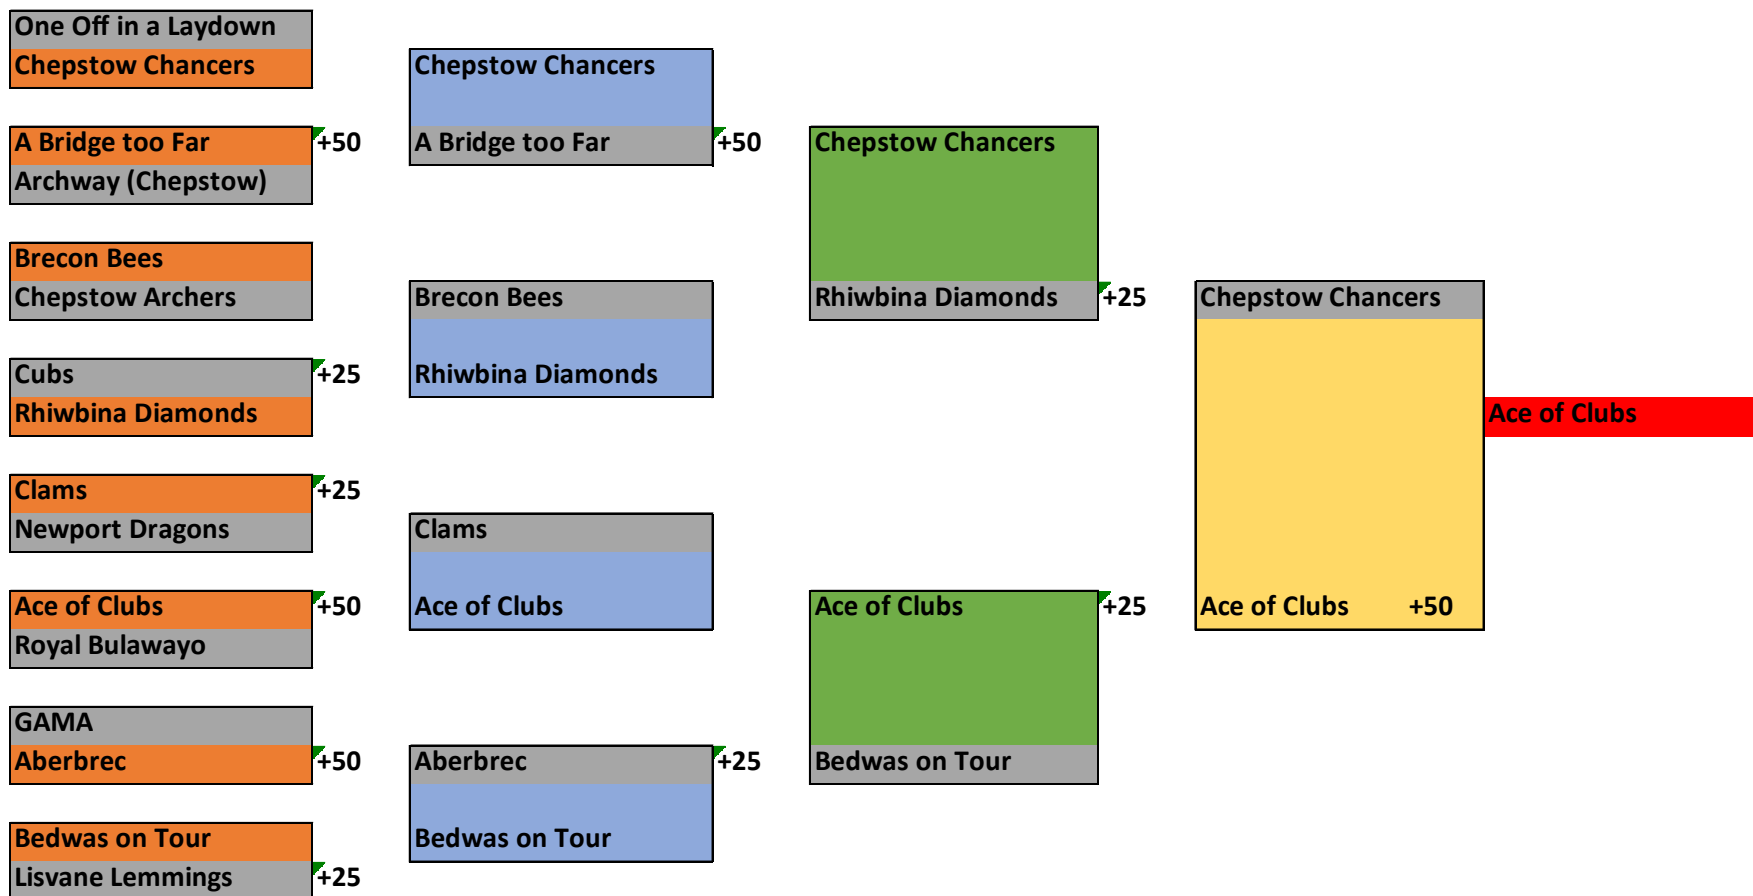 One Off in a Laydown
Chepstow Chancers
A Bridge too Far +50
Archway (Chepstow)
Brecon Bees
Chepstow Archers
Cubs +25
Rhiwbina Diamonds
Clams +25
Newport Dragons
Ace of Clubs +50
Royal Bulawayo
GAMA
Aberbrec +50
Bedwas on Tour
Lisvane Lemmings +25
Chepstow Chancers
A Bridge too Far +50
Brecon Bees
Rhiwbina Diamonds
Clams
Ace of Clubs
Aberbrec +25
Bedwas on Tour
Chepstow Chancers
Rhiwbina Diamonds +25
Ace of Clubs +25
Bedwas on Tour
Chepstow Chancers
Ace of Clubs +50
Ace of Clubs